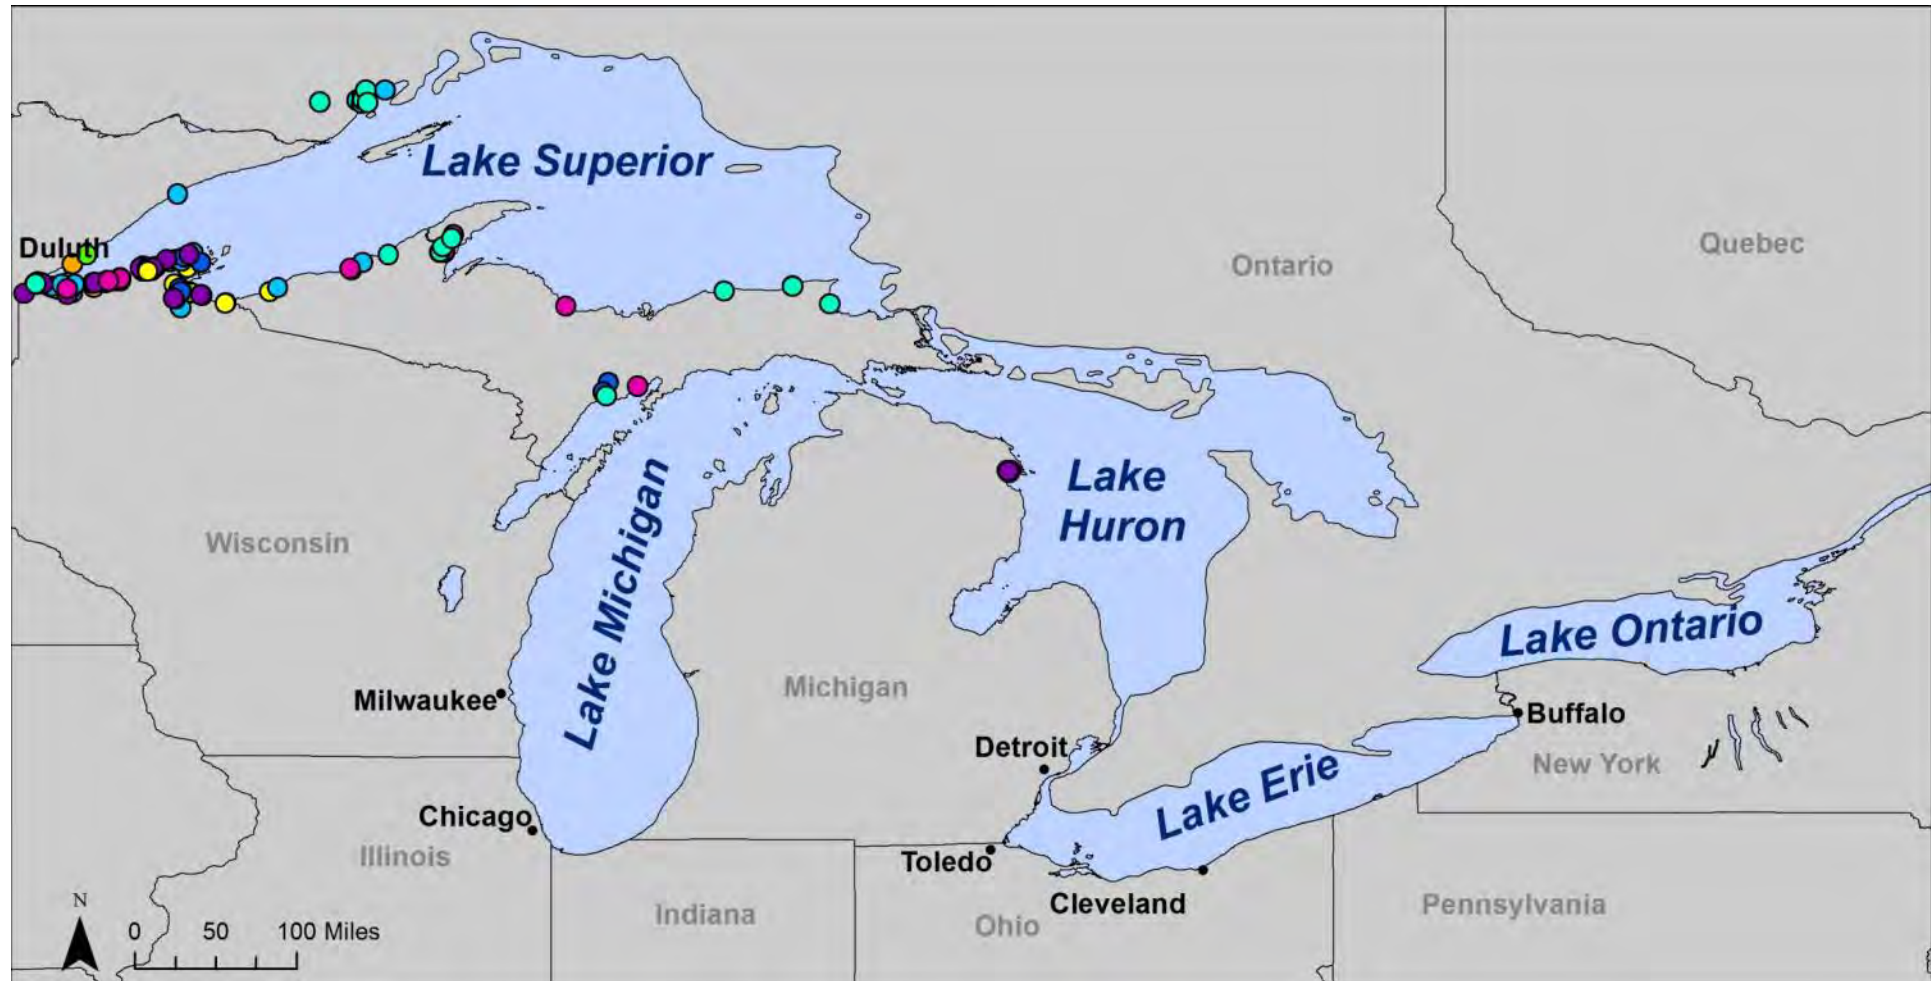 Lake Superior
Duluth
Quebec
Ontario
Lake
Huron
Wisconsin
Lake Michigan
Lake Ontario
Michigan
Milwaukee
Buffalo
Detroit
New York
Lake Erie
Chicago
Illinois
Toledo
Cleveland
Pennsylvania
Indiana
Ohio
N
0 50 100 Miles